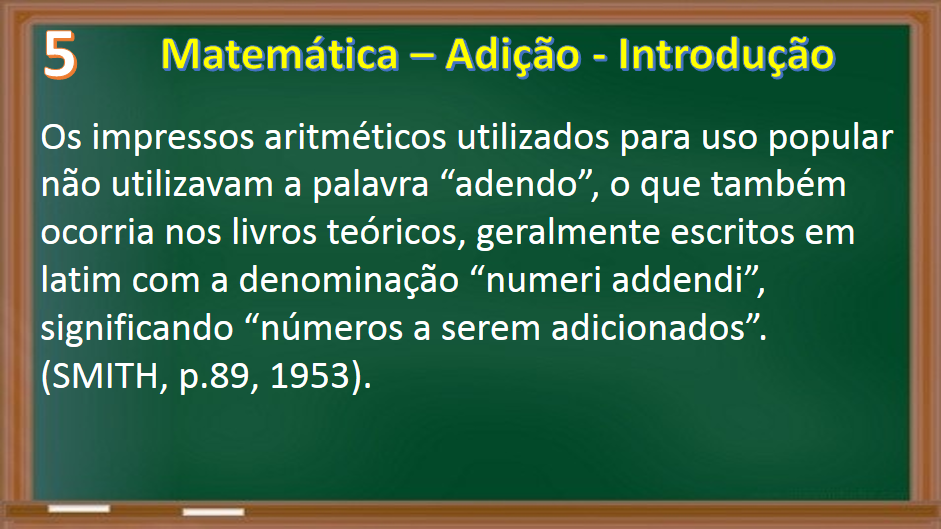 5 Matemática – Adição - Introdução
Os impressos aritméticos utilizados para uso popular
não utilizavam a palavra “adendo”, o que também
ocorria nos livros teóricos, geralmente escritos em
latim com a denominação “numeri addendi”,
significando “números a serem adicionados”.
(SMITH, p.89, 1953).